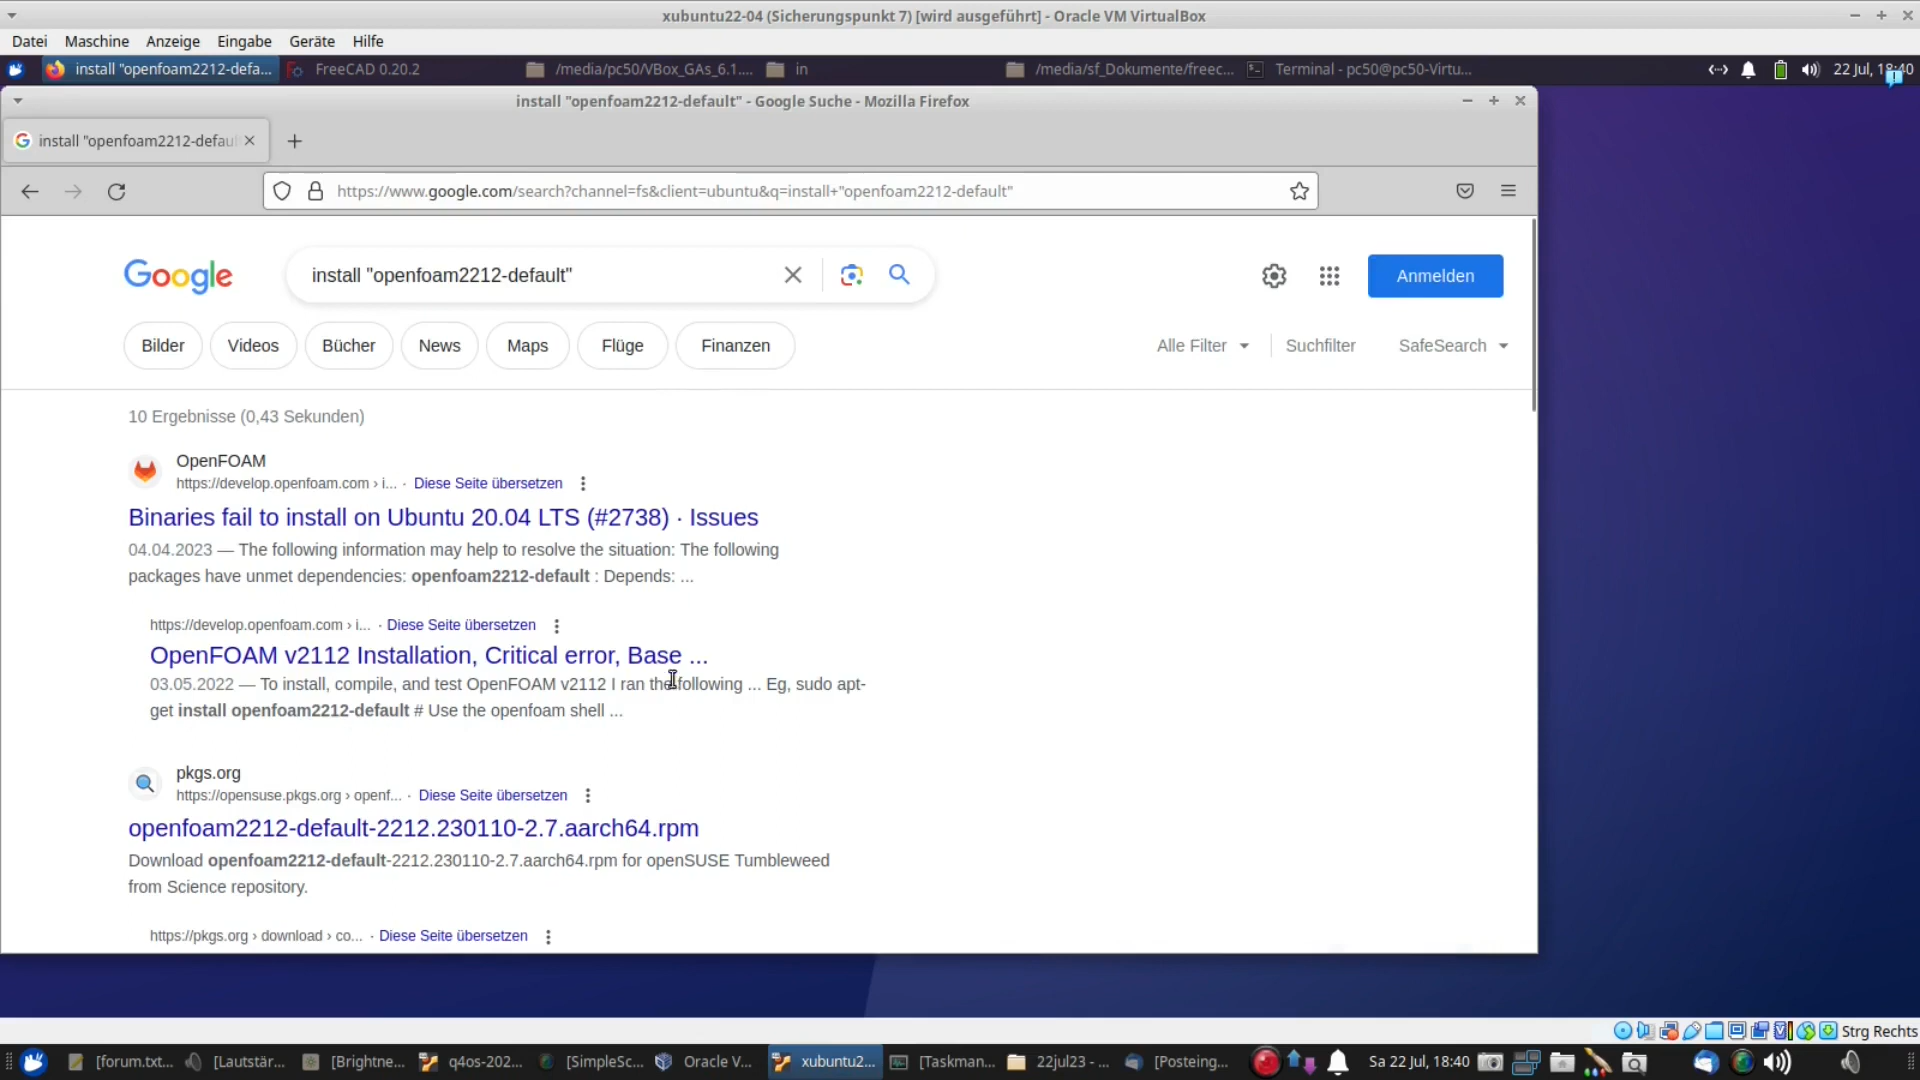 xubuntu22-04 (Sicherungspunkt 7) [wird ausgeführt] - Oracle VM VirtualBox
Datei Maschine Anzeige Eingabe Geräte Hilfe
install "openfoam2212-defa... FreeCAD 0.20.2 /media/pc50/VBox_GAs_6.1.... in /media/sf_Dokumente/freec... Terminal - pc50@pc50-Virtu... 22 Jul, 18:40
install "openfoam2212-default" - Google Suche - Mozilla Firefox
install "openfoam2212-defaul
https://www.google.com/search?channel=fs&client=ubuntu&q=install+"openfoam2212-default"
Google install "openfoam2212-default" Anmelden
Bilder Videos Bücher News Maps Flüge Finanzen Alle Filter Suchfilter SafeSearch
10 Ergebnisse (0,43 Sekunden)
OpenFOAM
https://develop.openfoam.com › i... · Diese Seite übersetzen
Binaries fail to install on Ubuntu 20.04 LTS (#2738) · Issues
04.04.2023 — The following information may help to resolve the situation: The following
packages have unmet dependencies: openfoam2212-default : Depends: ...
https://develop.openfoam.com › i... · Diese Seite übersetzen
OpenFOAM v2112 Installation, Critical error, Base ...
03.05.2022 — To install, compile, and test OpenFOAM v2112 I ran the following ... Eg, sudo apt-
get install openfoam2212-default # Use the openfoam shell ...
pkgs.org
https://opensuse.pkgs.org › openf... · Diese Seite übersetzen
openfoam2212-default-2212.230110-2.7.aarch64.rpm
Download openfoam2212-default-2212.230110-2.7.aarch64.rpm for openSUSE Tumbleweed
from Science repository.
https://pkgs.org › download › co... · Diese Seite übersetzen
Strg Rechts
[forum.txt... [Lautstär... [Brightne... q4os-202... [SimpleSc... Oracle V... xubuntu2... [Taskman... 22jul23 - ... [Posteing... Sa 22 Jul, 18:40